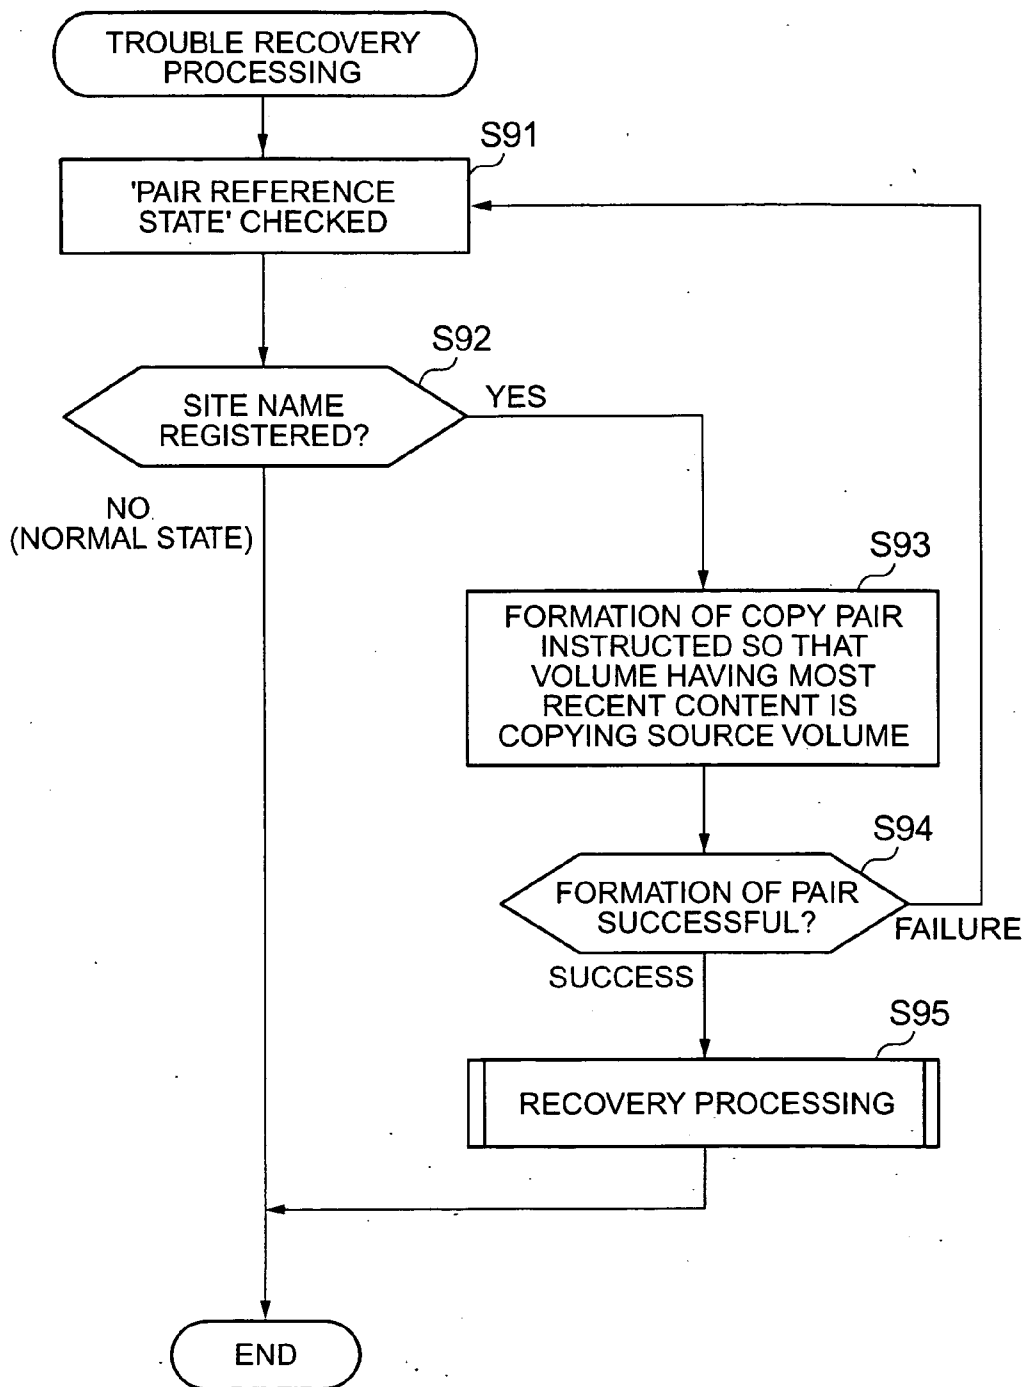 TROUBLE RECOVERY
PROCESSING
S91
'PAIR REFERENCE
STATE' CHECKED
S92
SITE NAME
REGISTERED?
YES
NO
(NORMAL STATE)
S93
FORMATION OF COPY PAIR
INSTRUCTED SO THAT
VOLUME HAVING MOST
RECENT CONTENT IS
COPYING SOURCE VOLUME
S94
FORMATION OF PAIR
SUCCESSFUL?
FAILURE
SUCCESS
S95
RECOVERY PROCESSING
END